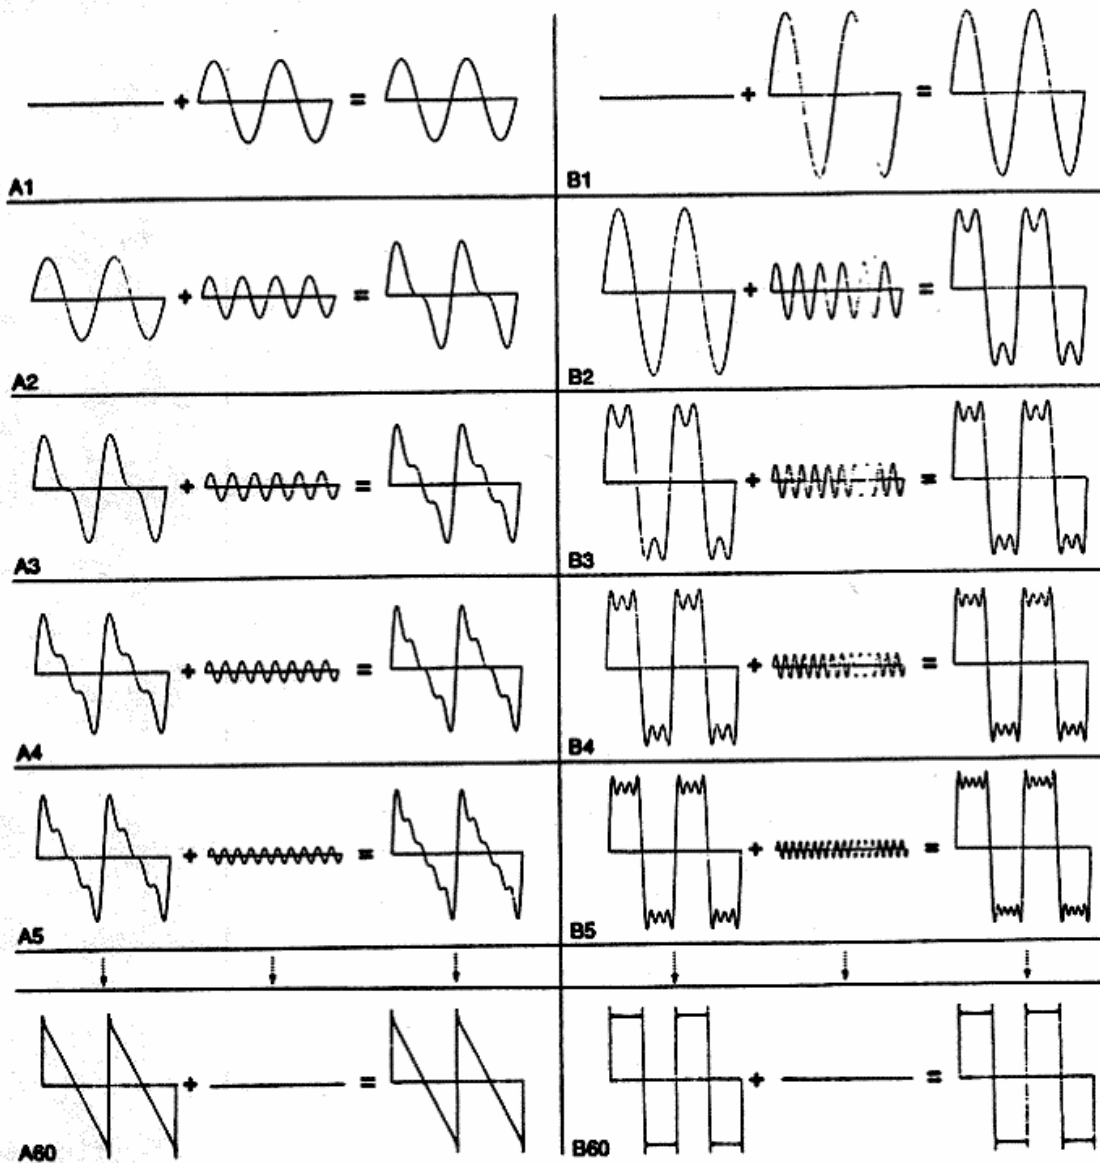 + =
A1
+ =
B1
+ =
A2
+ =
B2
+ =
A3
+ =
B3
+ =
A4
+ =
B4
+ =
A5
+ =
B5
+ =
A60
+ =
B60